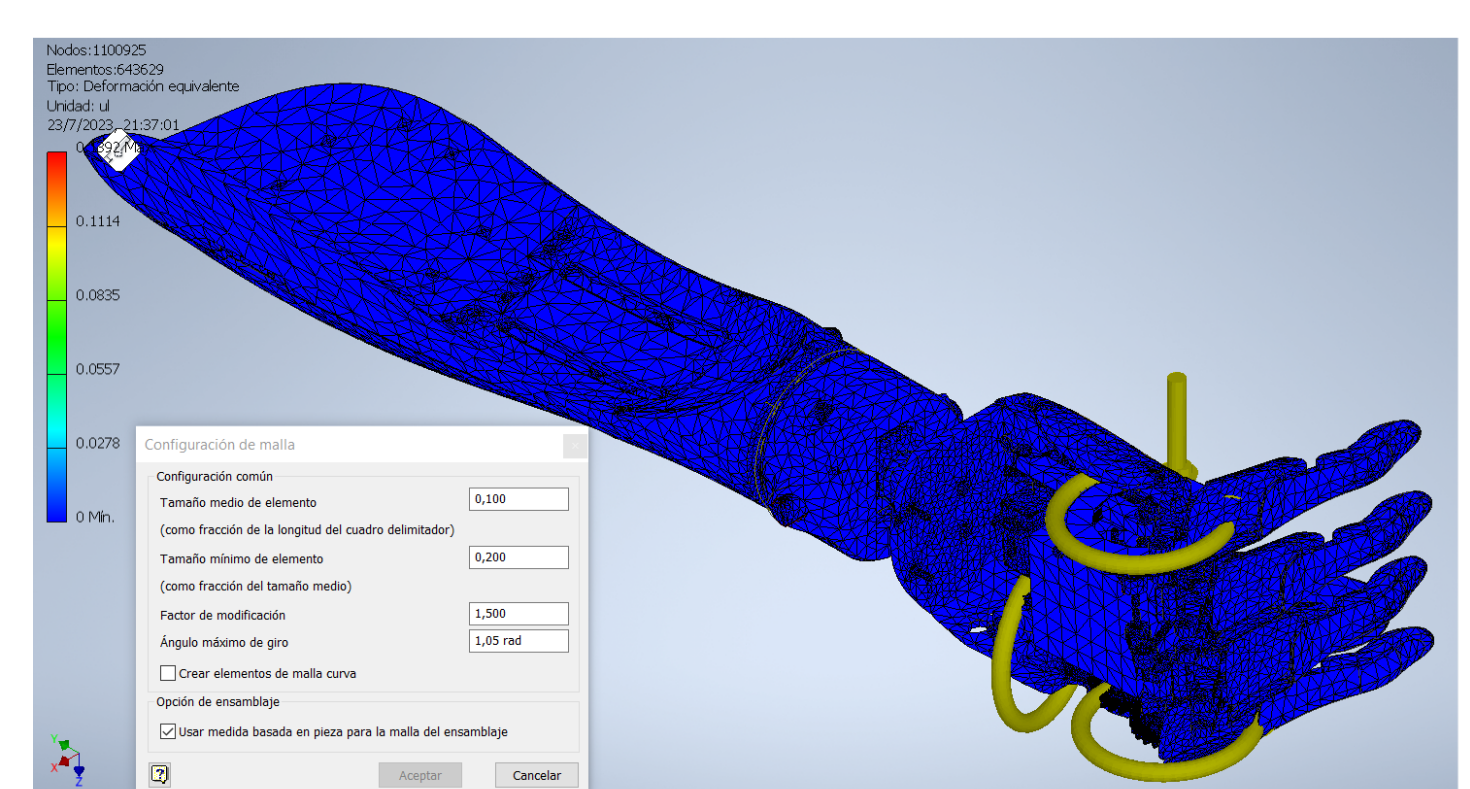 Nodos:1100925
Elementos:643629
Tipo: Deformación equivalente
Unidad: ul
23/7/2023, 21:37:01
0.1114
0.0835
0.0557
0.0278
0 Mín.
Configuración de malla
Configuración común
Tamaño medio de elemento 0,100
(como fracción de la longitud del cuadro delimitador)
Tamaño mínimo de elemento 0,200
(como fracción del tamaño medio)
Factor de modificación 1,500
Ángulo máximo de giro 1,05 rad
Crear elementos de malla curva
Opción de ensamblaje
Usar medida basada en pieza para la malla del ensamblaje
Aceptar Cancelar
Y
X
Z